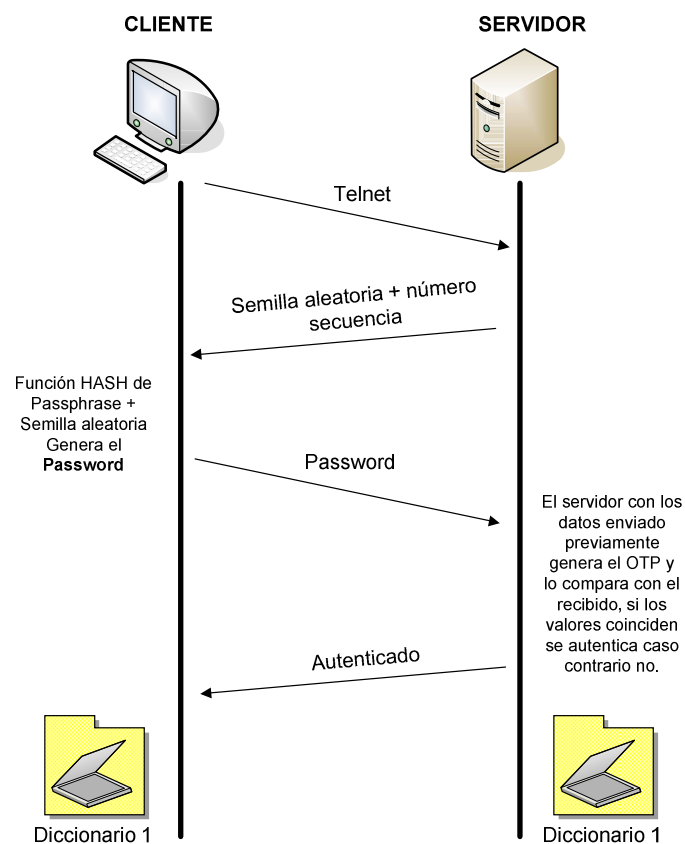 CLIENTE
SERVIDOR
Telnet
Semilla aleatoria + número
secuencia
Función HASH de
Passphrase +
Semilla aleatoria
Genera el
Password
Password
El servidor con los
datos enviado
previamente
genera el OTP y
lo compara con el
recibido, si los
valores coinciden
se autentica caso
contrario no.
Autenticado
Diccionario 1
Diccionario 1